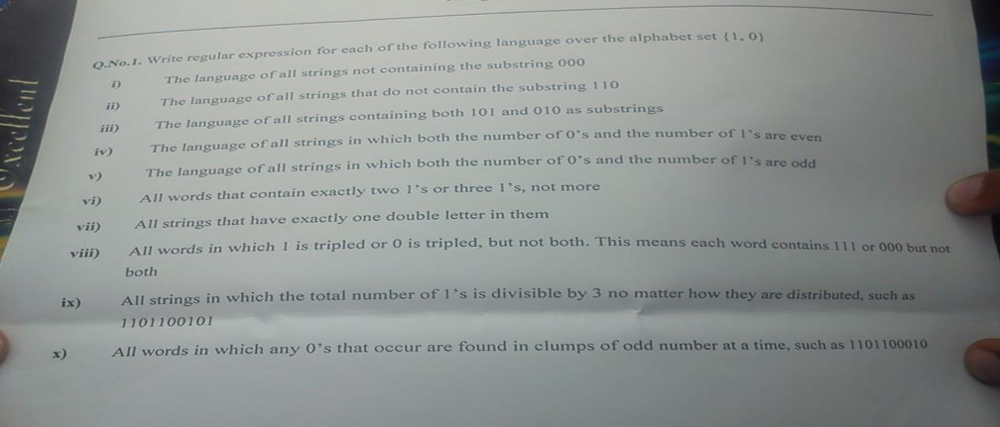 Q.No.1. Write regular expression for each of the following language over the alphabet set {1, 0}
i) The language of all strings not containing the substring 000
ii) The language of all strings that do not contain the substring 110
iii) The language of all strings containing both 101 and 010 as substrings
iv) The language of all strings in which both the number of 0's and the number of 1's are even
v) The language of all strings in which both the number of 0's and the number of 1's are odd
vi) All words that contain exactly two 1's or three 1's, not more
vii) All strings that have exactly one double letter in them
viii) All words in which 1 is tripled or 0 is tripled, but not both. This means each word contains 111 or 000 but not
both
ix) All strings in which the total number of 1's is divisible by 3 no matter how they are distributed, such as
1101100101
x) All words in which any 0's that occur are found in clumps of odd number at a time, such as 1101100010